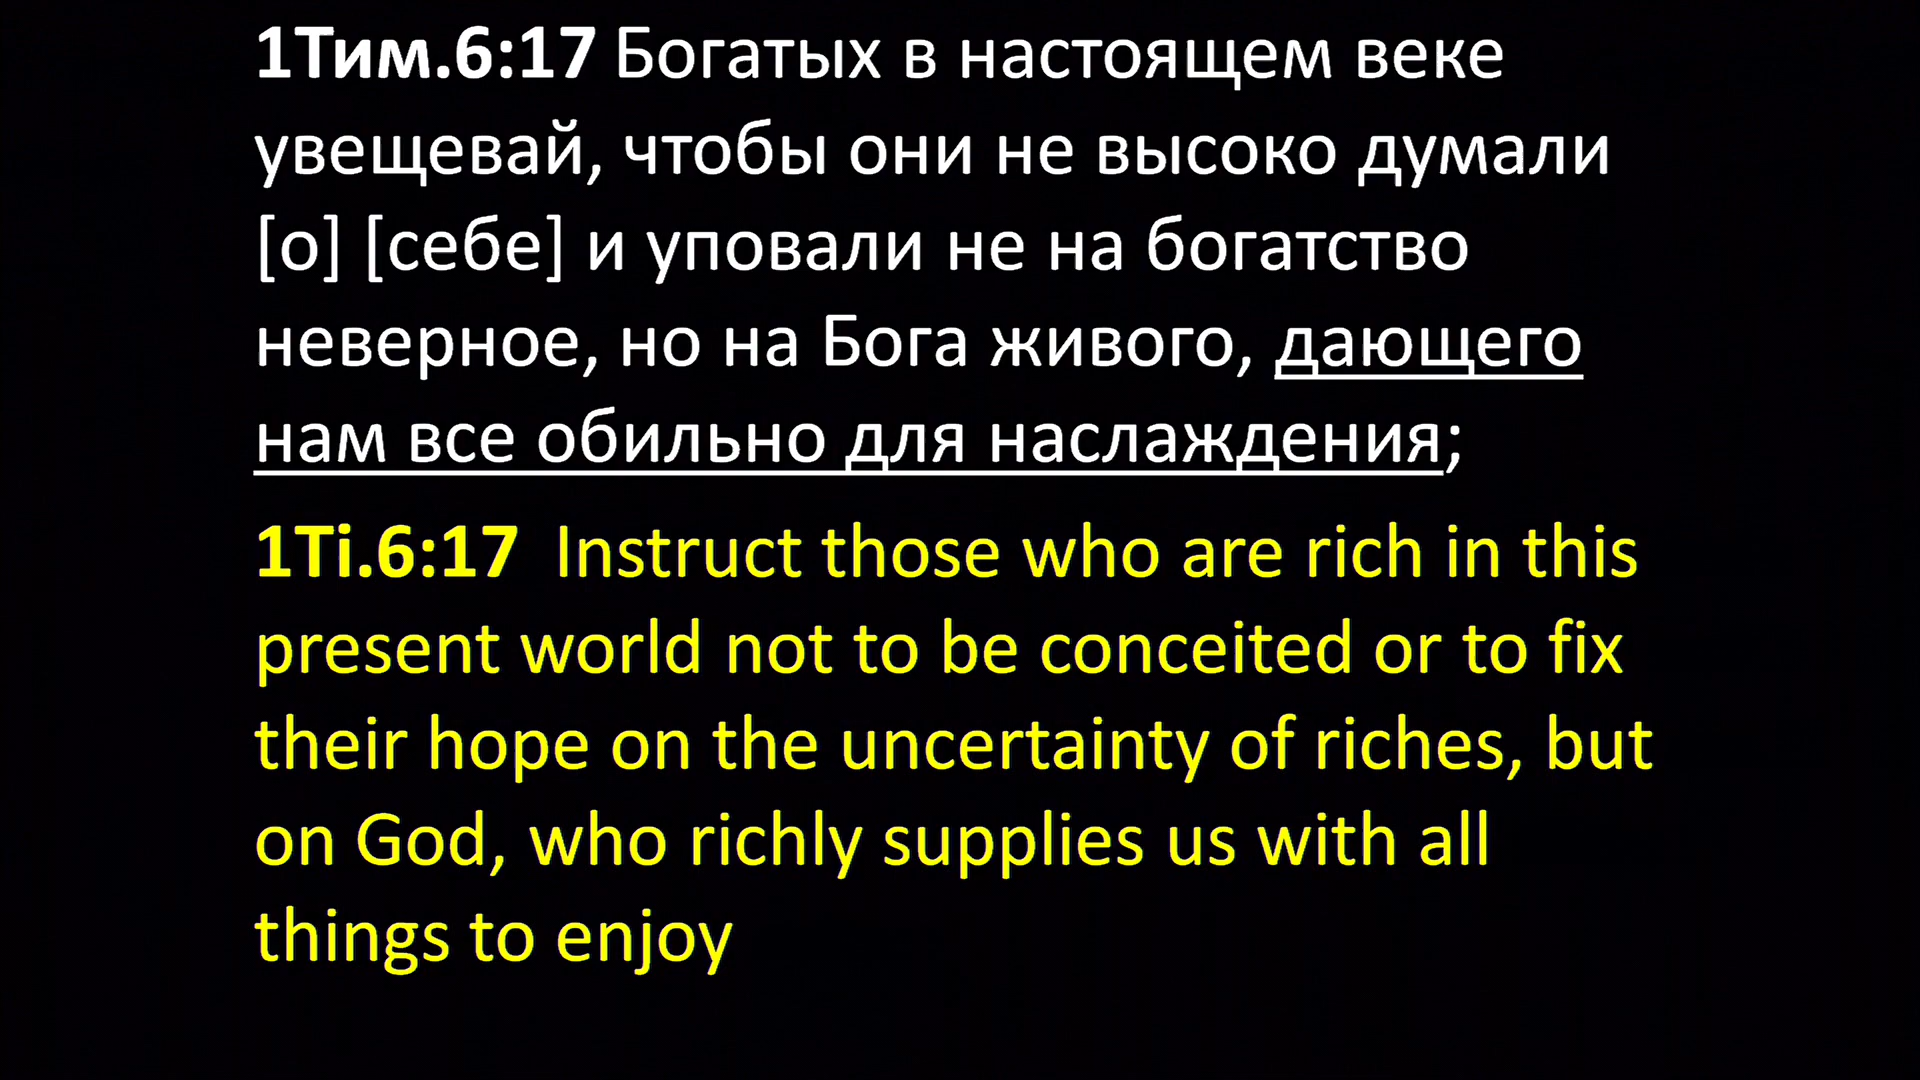 1Тим.6:17 Богатых в настоящем веке
увещевай, чтобы они не высоко думали
[о] [себе] и уповали не на богатство
неверное, но на Бога живого, дающего
нам все обильно для наслаждения;
1Ti.6:17 Instruct those who are rich in this
present world not to be conceited or to fix
their hope on the uncertainty of riches, but
on God, who richly supplies us with all
things to enjoy